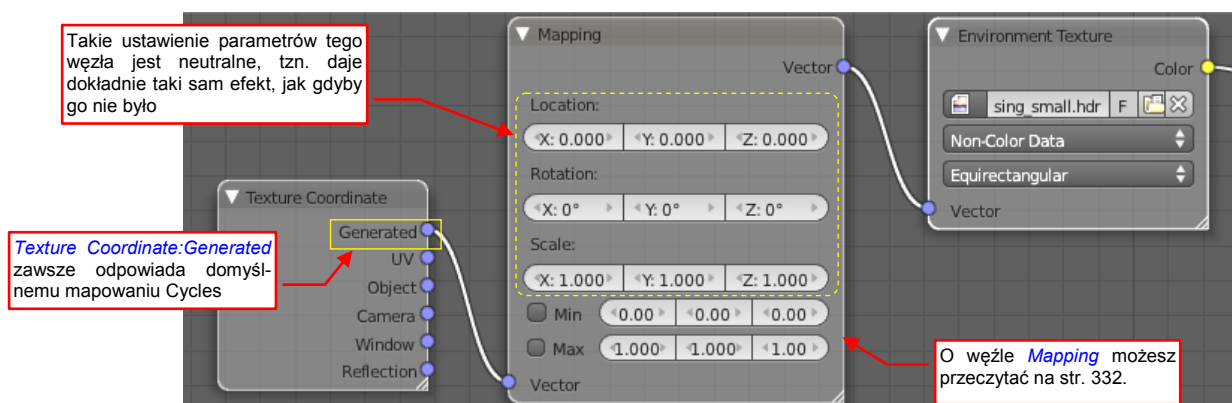 Takie ustawienie parametrów tego
węzła jest neutralne, tzn. daje
dokładnie taki sam efekt, jak gdyby
go nie było
Texture Coordinate:Generated
zawsze odpowiada domyśl-
nemu mapowaniu Cycles
Texture Coordinate
Generated
UV
Object
Camera
Window
Reflection
Mapping
Vector
Location:
X: 0.000 Y: 0.000 Z: 0.000
Rotation:
X: 0° Y: 0° Z: 0°
Scale:
X: 1.000 Y: 1.000 Z: 1.000
Min 0.00 0.00 0.00
Max 1.000 1.000 1.00
Vector
Environment Texture
Color
sing_small.hdr F
Non-Color Data
Equirectangular
Vector
O węźle Mapping możesz
przeczytać na str. 332.